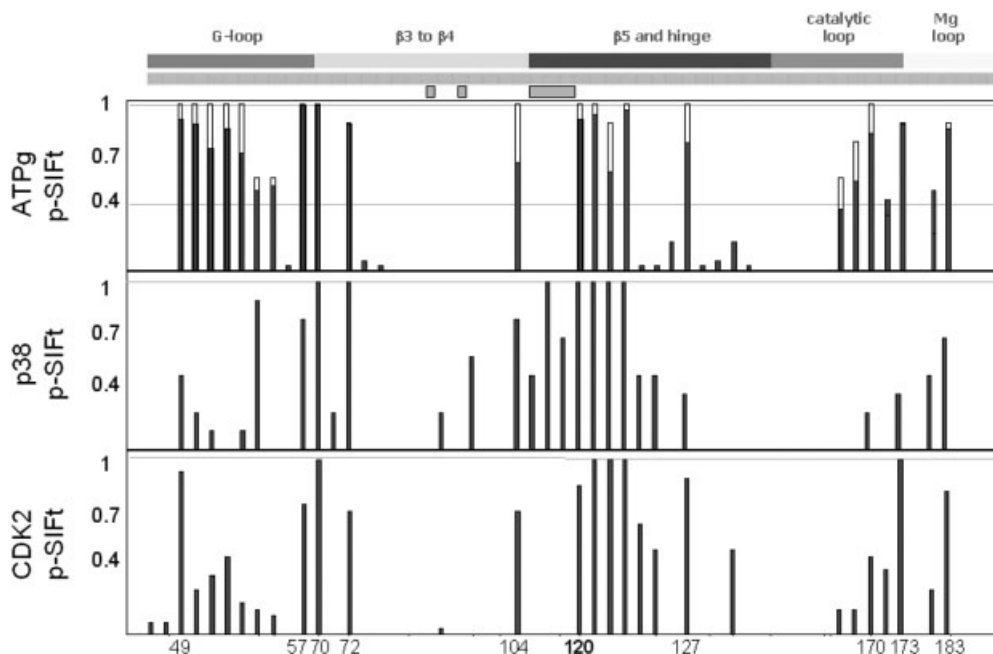 G-loop β3 to β4 β5 and hinge catalytic loop Mg loop
ATPg p-SIFt
1
0.7
0.4
p38 p-SIFt
1
0.7
0.4
CDK2 p-SIFt
1
0.7
0.4
49 57 70 72 104 120 127 170 173 183